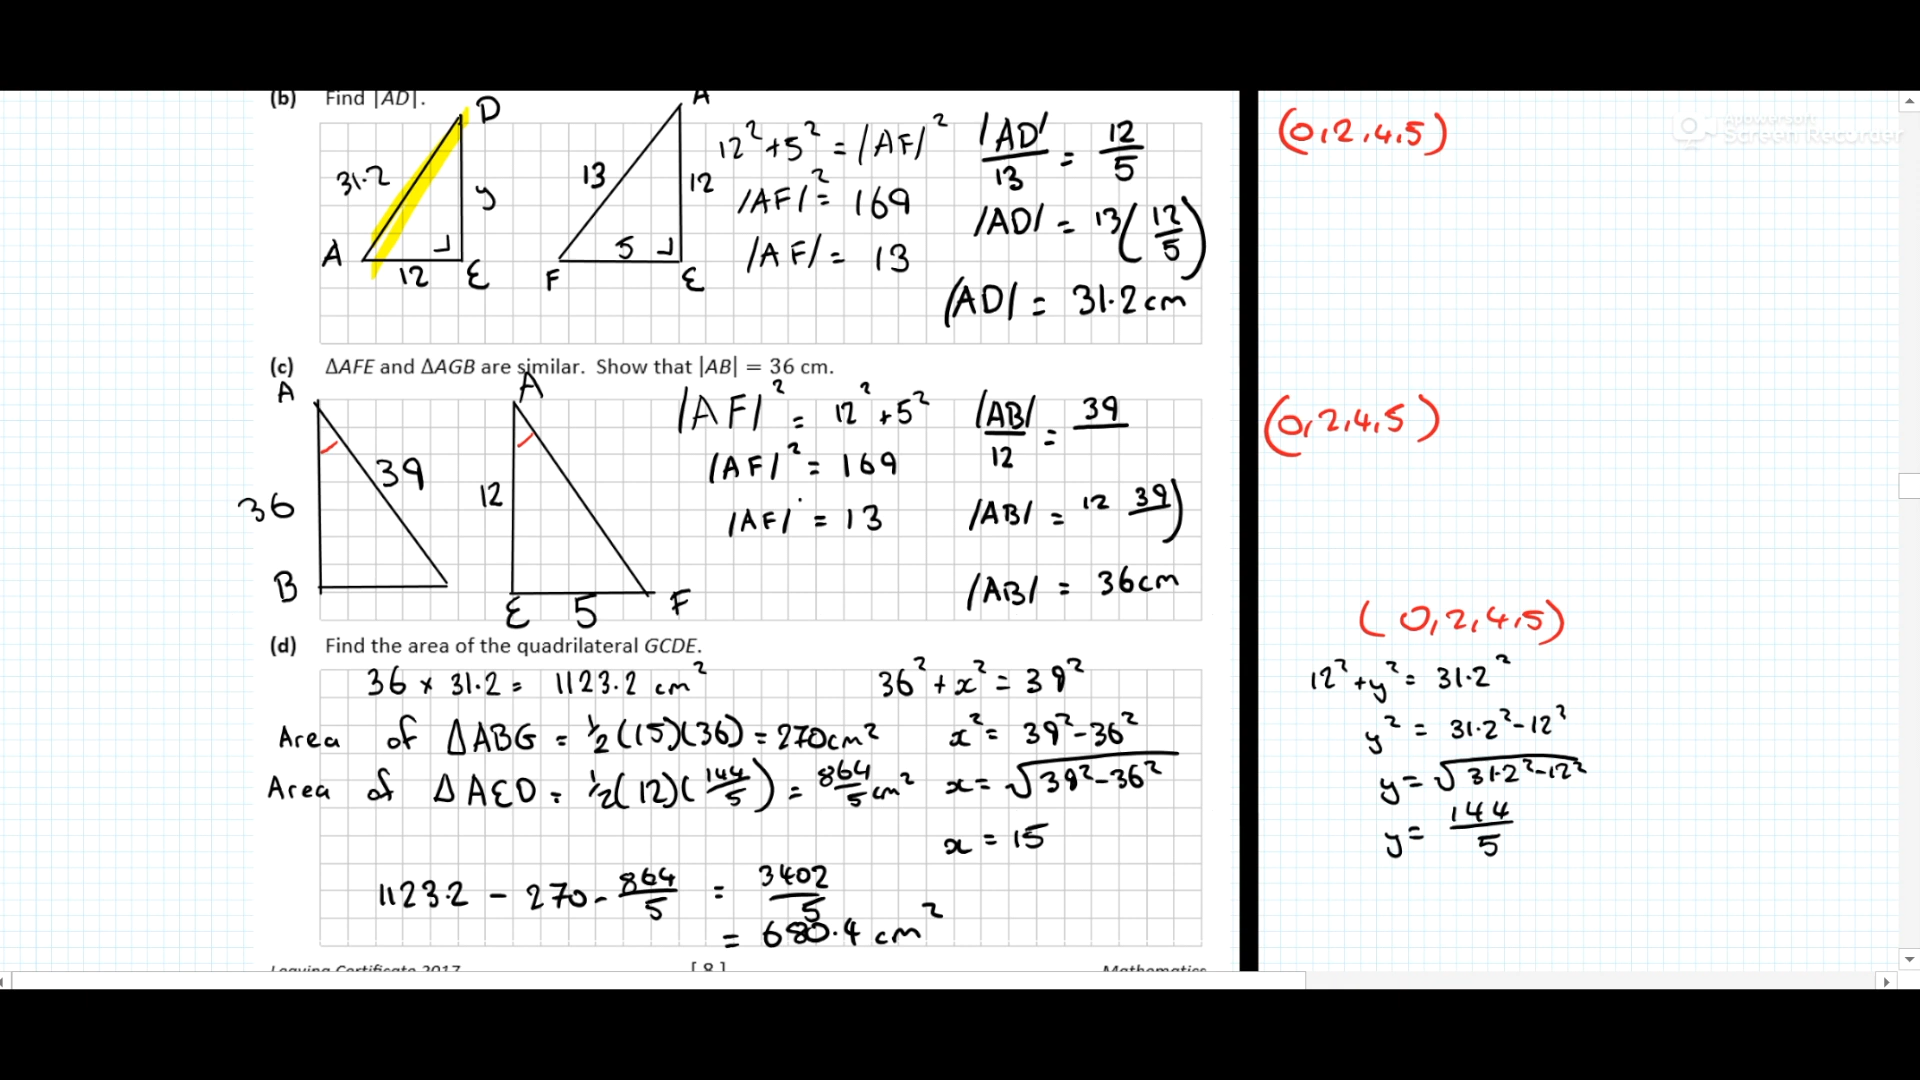 (b) Find |AD|.
D
31.2
y
A
12
E
A
13
12
5
F
E
12² + 5² = |AF|²
|AF|² = 169
|AF| = 13
|AD|/13 = 12/5
|AD| = 13(12/5)
|AD| = 31.2 cm
(0,2,4,5)
Apowersoft
Screen Recorder
(c) ΔAFE and ΔAGB are similar. Show that |AB| = 36 cm.
A
39
36
B
A
12
E
5
F
|AF|² = 12² + 5²
|AF|² = 169
|AF| = 13
|AB|/12 = 39/
|AB| = 12 39/ )
|AB| = 36cm
(0,2,4,5)
(d) Find the area of the quadrilateral GCDE.
36 × 31.2 = 1123.2 cm²
Area of ΔABG = ½(15)(36) = 270cm²
Area of ΔAED = ½(12)(144/5) = 864/5 cm²
1123.2 - 270 - 864/5 = 3402/5
= 680.4 cm²
36² + x² = 39²
x² = 39² - 36²
x = √39² - 36²
x = 15
(0,2,4,5)
12² + y² = 31.2²
y² = 31.2² - 12²
y = √31.2² - 12²
y = 144/5
Leaving Certificate 2017
[8]
Mathematics